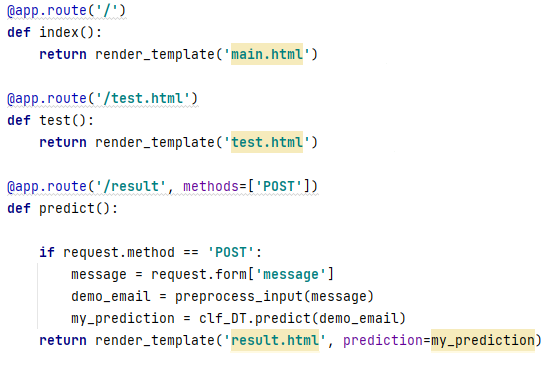 @app.route('/')
def index():
    return render_template('main.html')
@app.route('/test.html')
def test():
    return render_template('test.html')
@app.route('/result', methods=['POST'])
def predict():
    if request.method == 'POST':
        message = request.form['message']
        demo_email = preprocess_input(message)
        my_prediction = clf_DT.predict(demo_email)
    return render_template('result.html', prediction=my_prediction)